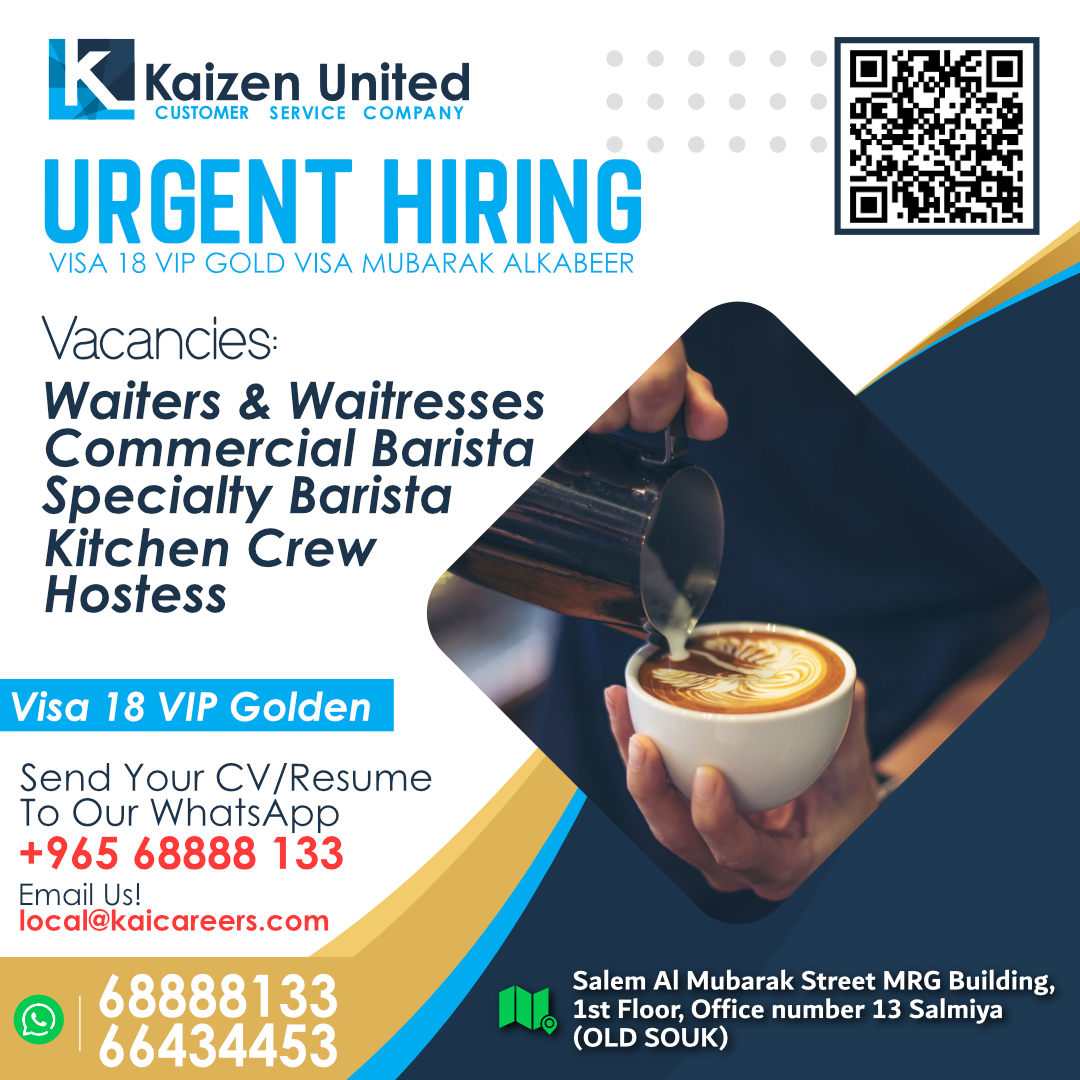 Kaizen United
CUSTOMER SERVICE COMPANY
URGENT HIRING
VISA 18 VIP GOLD VISA MUBARAK ALKABEER
Vacancies:
Waiters & Waitresses
Commercial Barista
Specialty Barista
Kitchen Crew
Hostess
Visa 18 VIP Golden
Send Your CV/Resume
To Our WhatsApp
+965 68888 133
Email Us!
local@kaicareers.com
68888133
66434453
Salem Al Mubarak Street MRG Building,
1st Floor, Office number 13 Salmiya
(OLD SOUK)